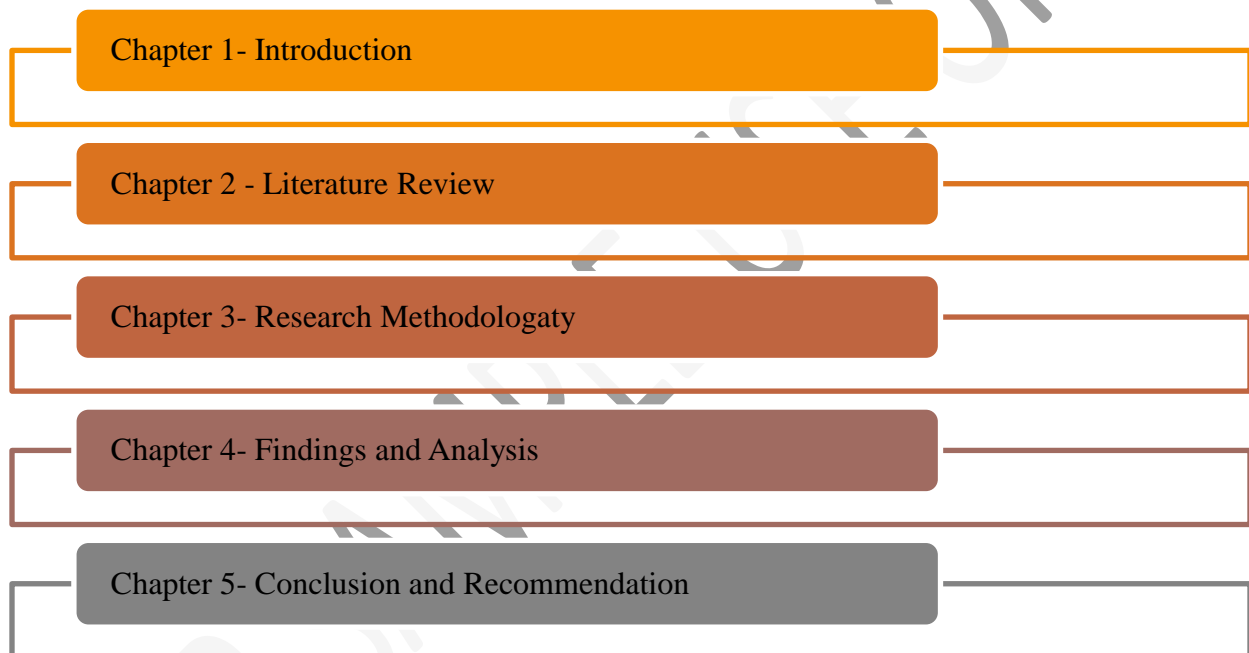 Chapter 1- Introduction
Chapter 2 - Literature Review
Chapter 3- Research Methodologaty
Chapter 4- Findings and Analysis
Chapter 5- Conclusion and Recommendation